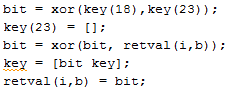 bit = xor(key(18),key(23));
key(23) = [];
bit = xor(bit, retval(i,b));
key = [bit key];
retval(i,b) = bit;